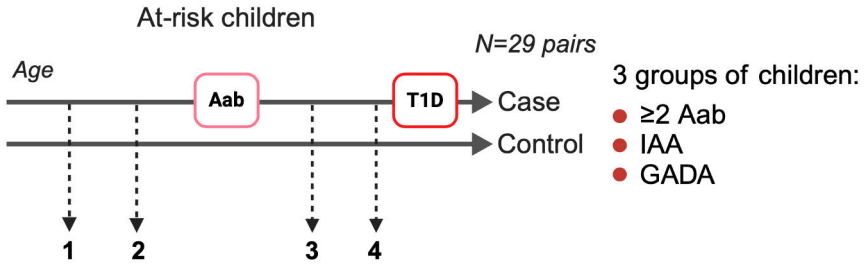 At-risk children
N=29 pairs
Age
Aab
T1D
Case
Control
1 2 3 4
3 groups of children:
≥2 Aab
IAA
GADA